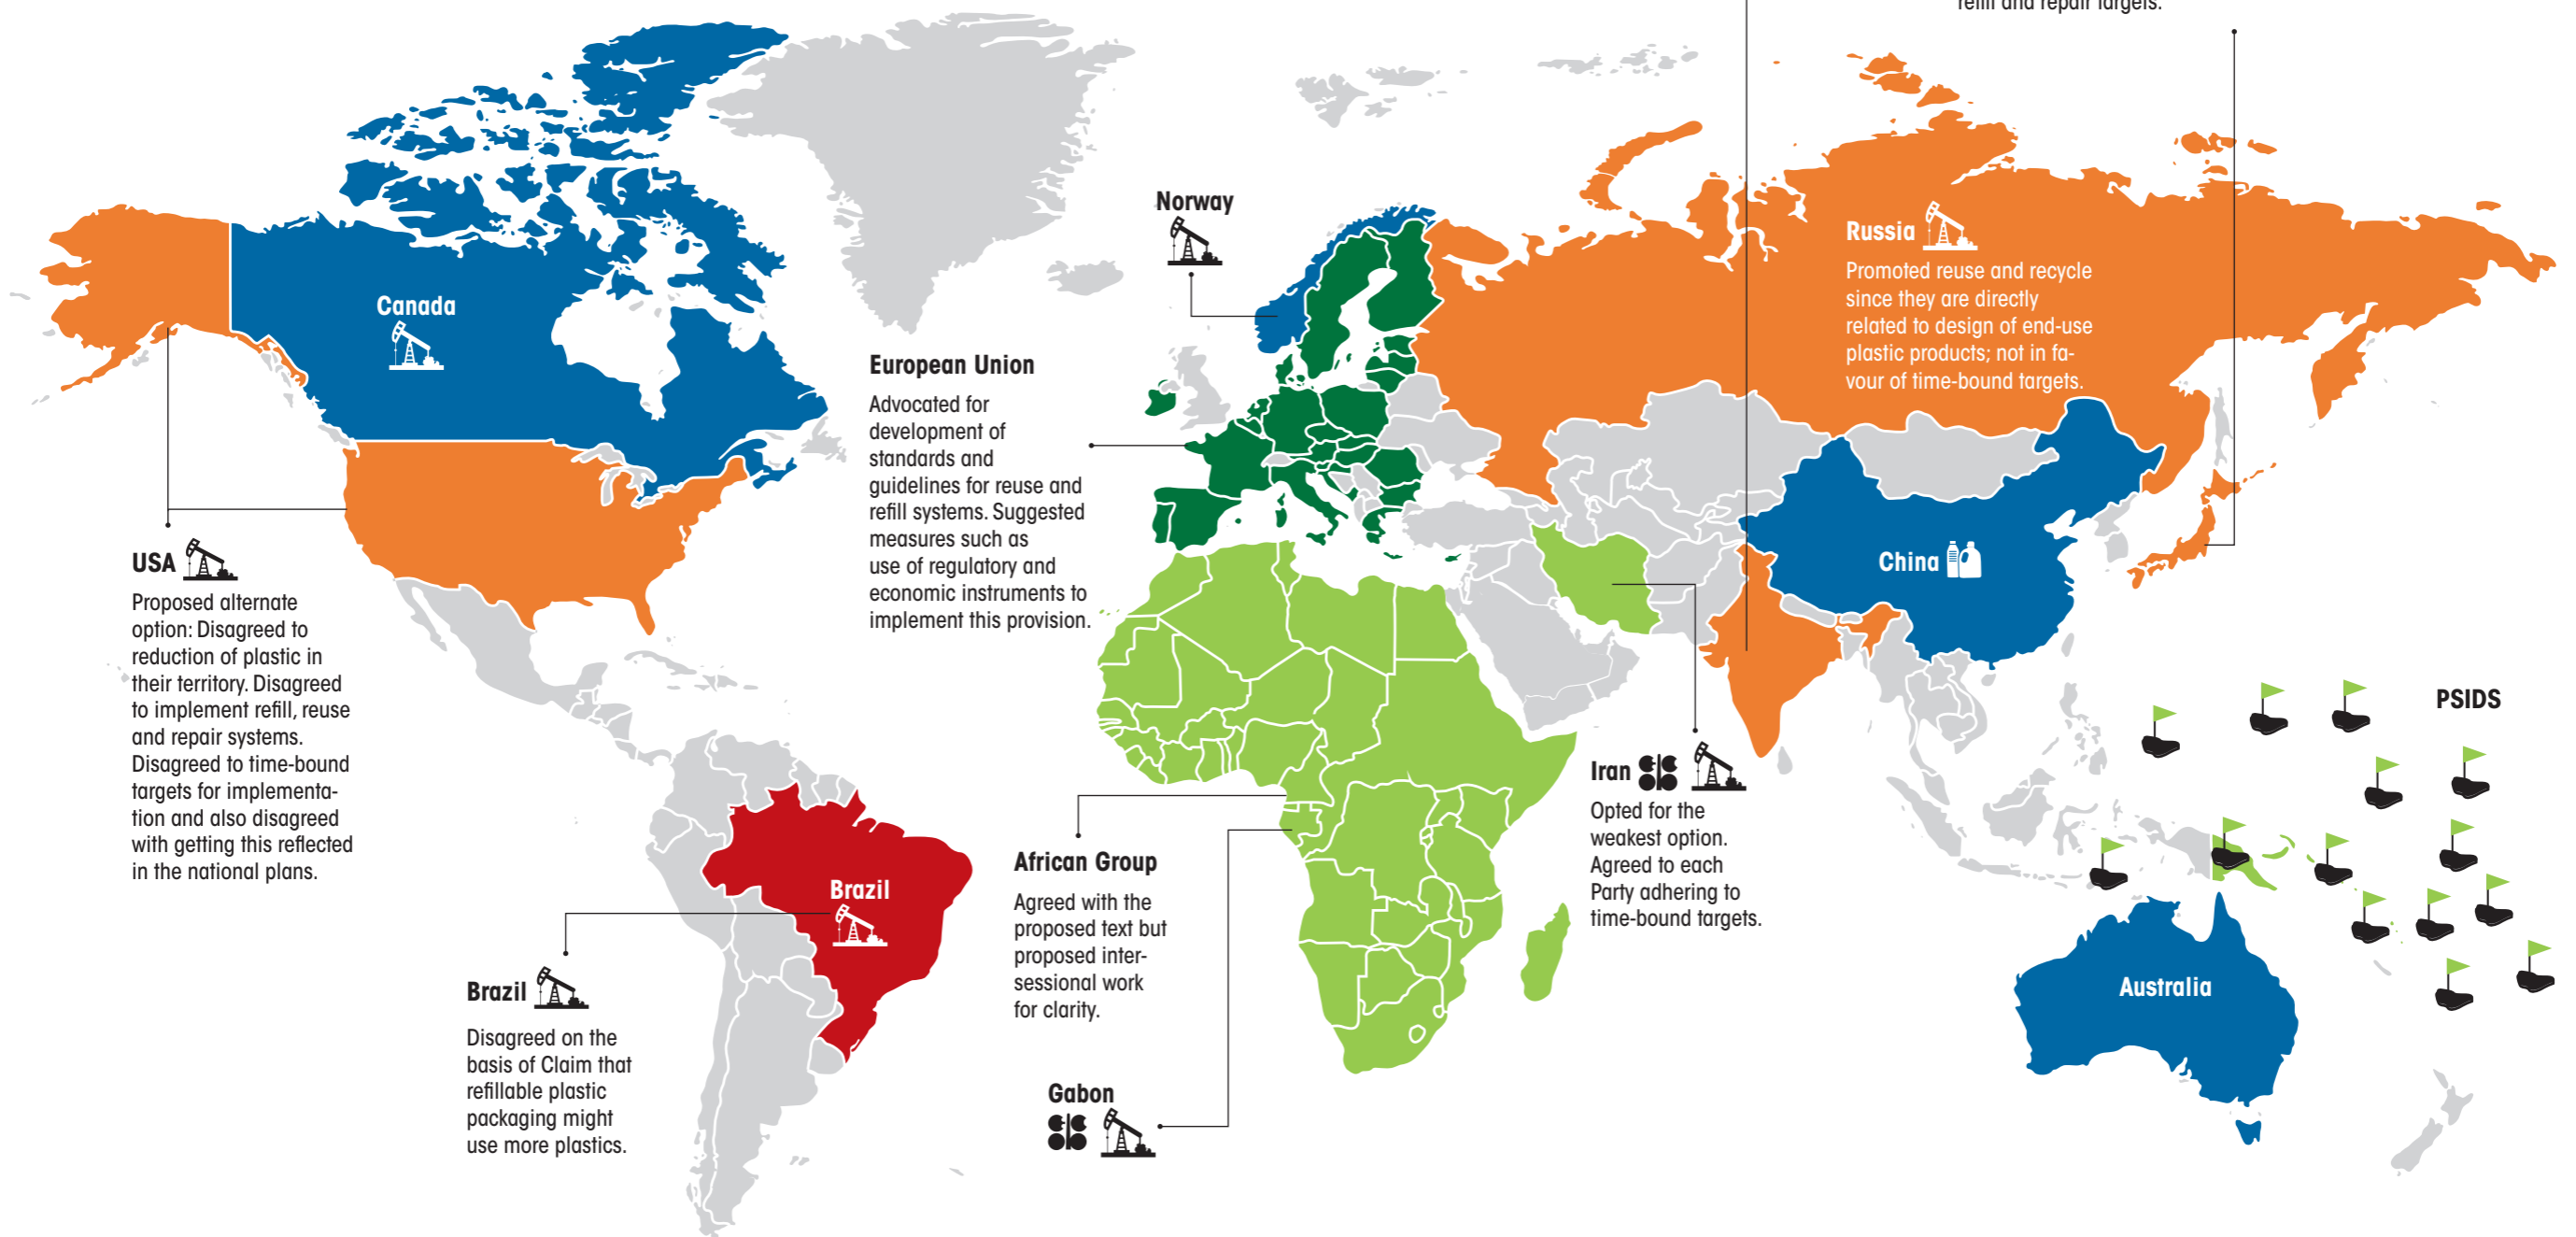 refill and repair targets.
Norway
Russia
Promoted reuse and recycle
since they are directly
related to design of end-use
plastic products; not in fa-
vour of time-bound targets.
Canada
European Union
Advocated for
development of
standards and
guidelines for reuse and
refill systems. Suggested
measures such as
use of regulatory and
economic instruments to
implement this provision.
USA
Proposed alternate
option: Disagreed to
reduction of plastic in
their territory. Disagreed
to implement refill, reuse
and repair systems.
Disagreed to time-bound
targets for implementa-
tion and also disagreed
with getting this reflected
in the national plans.
China
PSIDS
Iran
Opted for the
weakest option.
Agreed to each
Party adhering to
time-bound targets.
African Group
Agreed with the
proposed text but
proposed inter-
sessional work
for clarity.
Brazil
Brazil
Disagreed on the
basis of Claim that
refillable plastic
packaging might
use more plastics.
Gabon
Australia